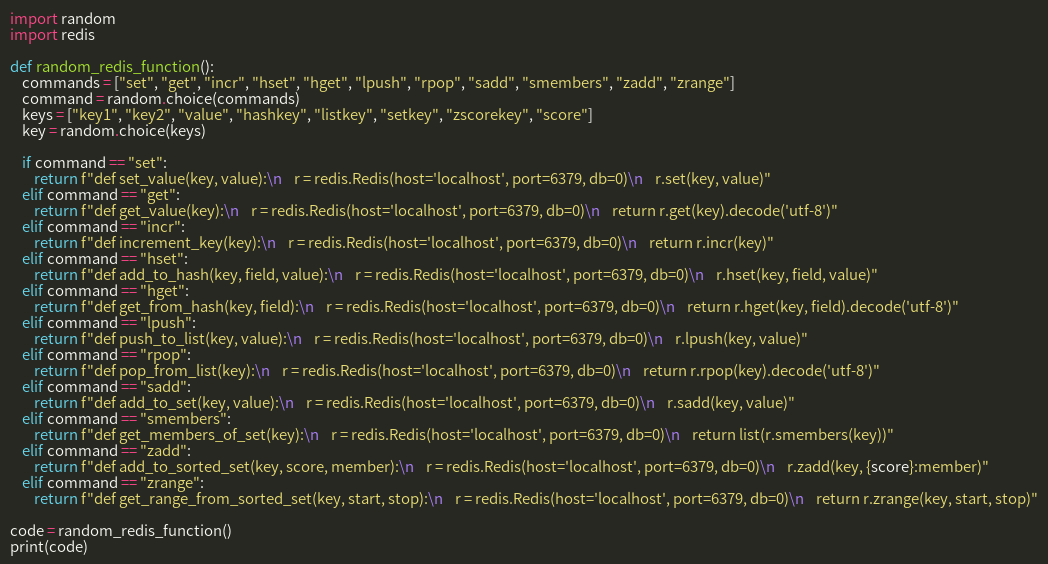 import random
import redis

def random_redis_function():
    commands = ["set", "get", "incr", "hset", "hget", "lpush", "rpop", "sadd", "smembers", "zadd", "zrange"]
    command = random.choice(commands)
    keys = ["key1", "key2", "value", "hashkey", "listkey", "setkey", "zscorekey", "score"]
    key = random.choice(keys)

    if command == "set":
        return f"def set_value(key, value):\n    r = redis.Redis(host='localhost', port=6379, db=0)\n    r.set(key, value)"
    elif command == "get":
        return f"def get_value(key):\n    r = redis.Redis(host='localhost', port=6379, db=0)\n    return r.get(key).decode('utf-8')"
    elif command == "incr":
        return f"def increment_key(key):\n    r = redis.Redis(host='localhost', port=6379, db=0)\n    return r.incr(key)"
    elif command == "hset":
        return f"def add_to_hash(key, field, value):\n    r = redis.Redis(host='localhost', port=6379, db=0)\n    r.hset(key, field, value)"
    elif command == "hget":
        return f"def get_from_hash(key, field):\n    r = redis.Redis(host='localhost', port=6379, db=0)\n    return r.hget(key, field).decode('utf-8')"
    elif command == "lpush":
        return f"def push_to_list(key, value):\n    r = redis.Redis(host='localhost', port=6379, db=0)\n    r.lpush(key, value)"
    elif command == "rpop":
        return f"def pop_from_list(key):\n    r = redis.Redis(host='localhost', port=6379, db=0)\n    return r.rpop(key).decode('utf-8')"
    elif command == "sadd":
        return f"def add_to_set(key, value):\n    r = redis.Redis(host='localhost', port=6379, db=0)\n    r.sadd(key, value)"
    elif command == "smembers":
        return f"def get_members_of_set(key):\n    r = redis.Redis(host='localhost', port=6379, db=0)\n    return list(r.smembers(key))"
    elif command == "zadd":
        return f"def add_to_sorted_set(key, score, member):\n    r = redis.Redis(host='localhost', port=6379, db=0)\n    r.zadd(key, {score}:member)"
    elif command == "zrange":
        return f"def get_range_from_sorted_set(key, start, stop):\n    r = redis.Redis(host='localhost', port=6379, db=0)\n    return r.zrange(key, start, stop)"

code = random_redis_function()
print(code)